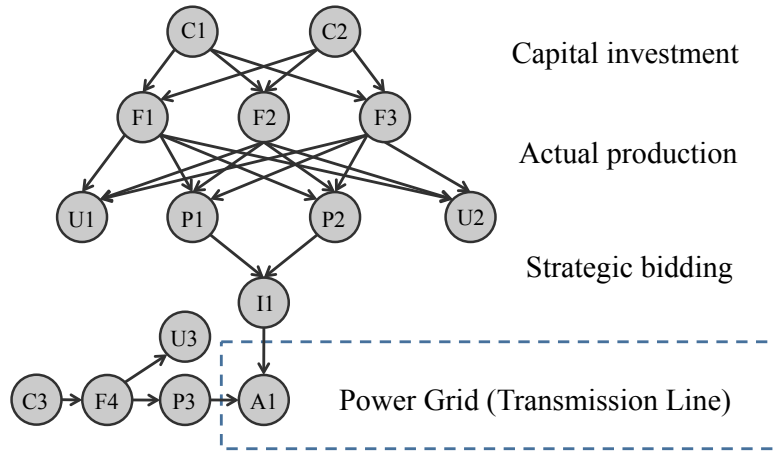 C1
C2
Capital investment
F1
F2
F3
Actual production
U1
P1
P2
U2
Strategic bidding
I1
U3
C3
F4
P3
A1
Power Grid (Transmission Line)